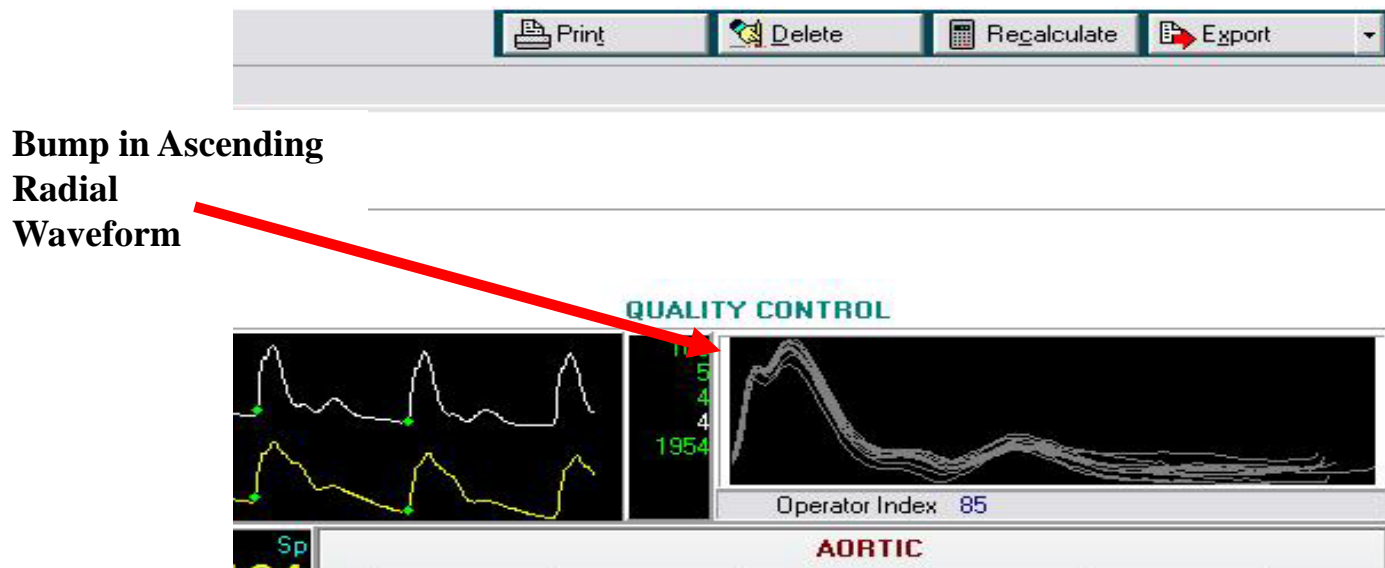 Print Delete Recalculate Export
Bump in Ascending
Radial
Waveform
QUALITY CONTROL
5
4
4
1954
Operator Index 85
Sp
AORTIC